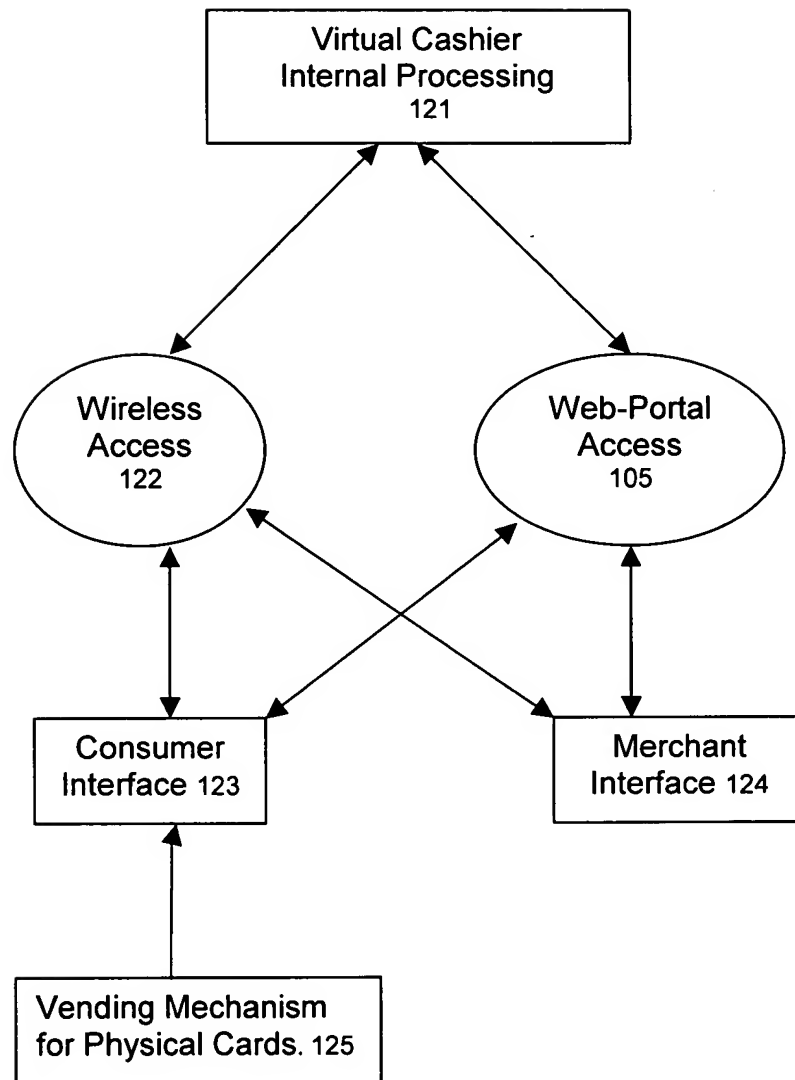 Virtual Cashier
Internal Processing
121
Wireless
Access
122
Web-Portal
Access
105
Consumer
Interface 123
Merchant
Interface 124
Vending Mechanism
for Physical Cards. 125